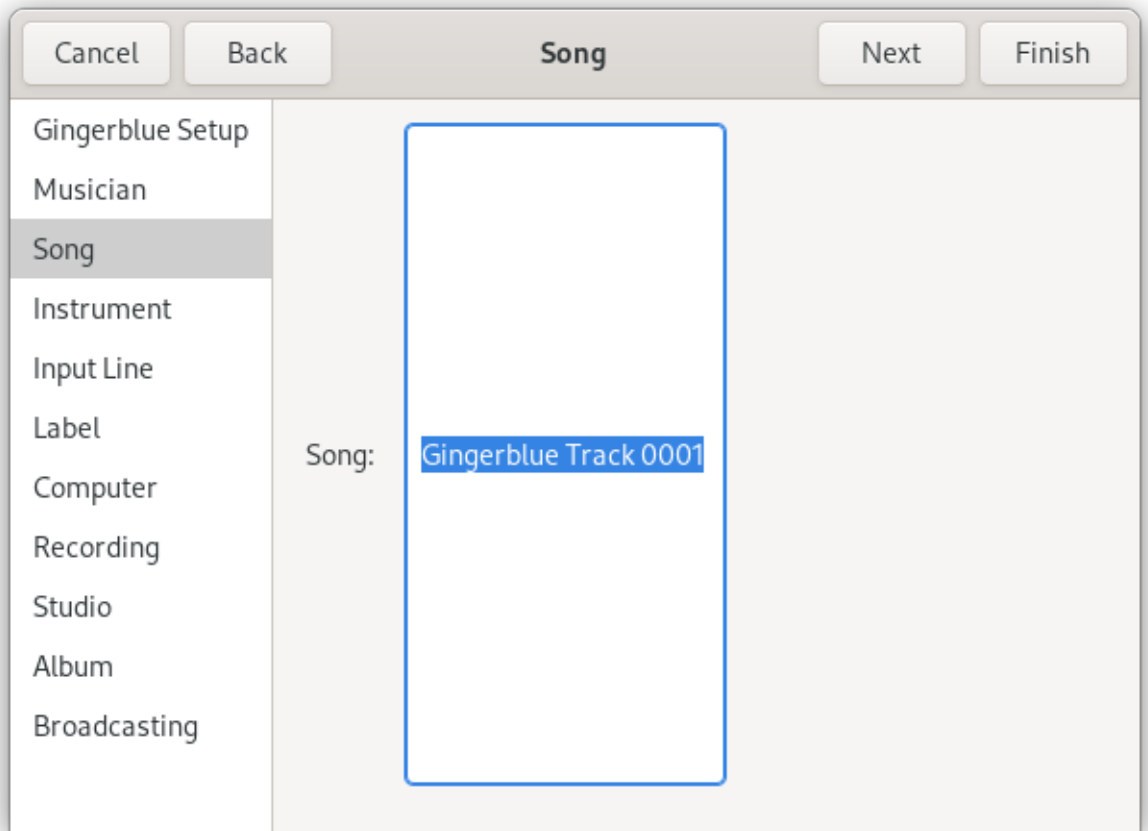 Cancel Back Song Next Finish
Gingerblue Setup
Musician
Song
Instrument
Input Line
Label
Computer
Recording
Studio
Album
Broadcasting
Song: Gingerblue Track 0001